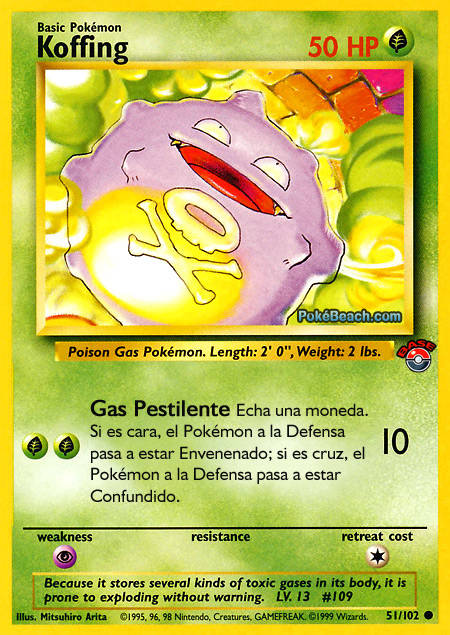 Basic Pokémon
Koffing
50 HP
PokéBeach.com
Poison Gas Pokémon. Length: 2' 0", Weight: 2 lbs.
BASE
Gas Pestilente Echa una moneda.
Si es cara, el Pokémon a la Defensa
pasa a estar Envenenado; si es cruz, el
Pokémon a la Defensa pasa a estar
Confundido.
10
weakness resistance retreat cost
Because it stores several kinds of toxic gases in its body, it is
prone to exploding without warning. LV. 13 #109
Illus. Mitsuhiro Arita ©1995, 96, 98 Nintendo, Creatures, GAMEFREAK. ©1999 Wizards. 51/102